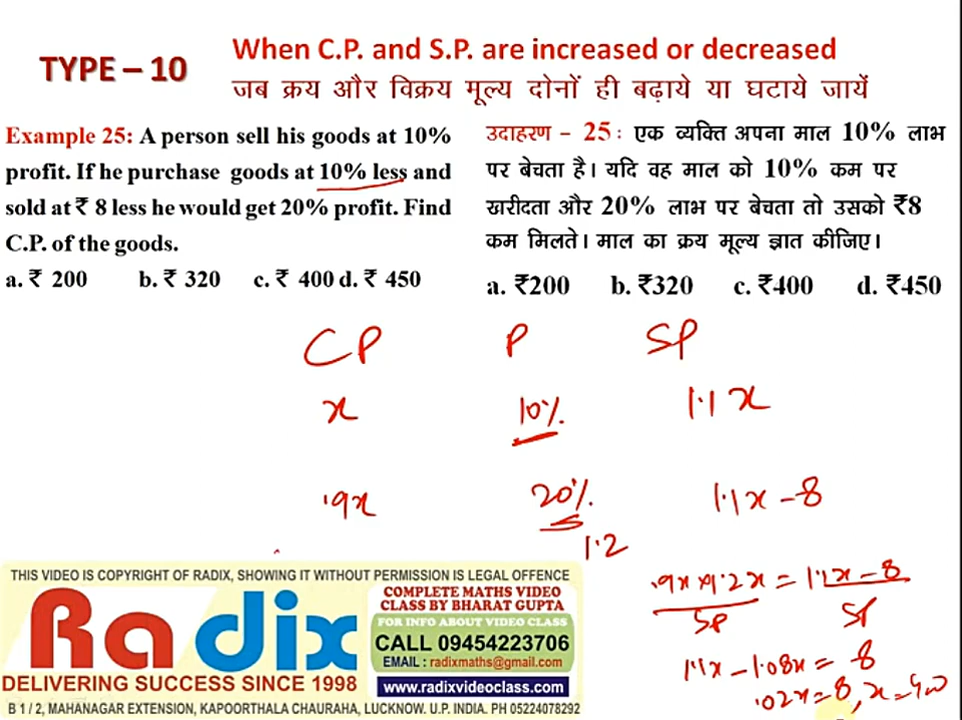 TYPE – 10
When C.P. and S.P. are increased or decreased
जब क्रय और विक्रय मूल्य दोनों ही बढ़ाये या घटाये जायें
Example 25: A person sell his goods at 10%
profit. If he purchase goods at 10% less and
sold at ₹ 8 less he would get 20% profit. Find
C.P. of the goods.
a. ₹ 200 b. ₹ 320 c. ₹ 400 d. ₹ 450
उदाहरण – 25 : एक व्यक्ति अपना माल 10% लाभ
पर बेचता है। यदि वह माल को 10% कम पर
खरीदता और 20% लाभ पर बेचता तो उसको ₹8
कम मिलते। माल का क्रय मूल्य ज्ञात कीजिए।
a. ₹200 b. ₹320 c. ₹400 d. ₹450
CP P SP
x 10% 1.1x
.9x 20% 1.1x - 8
1.2
.9x × 1.2x = 1.1x - 8
SP SP
1.1x - 1.08x = 8
.02x = 8, x = 400
THIS VIDEO IS COPYRIGHT OF RADIX, SHOWING IT WITHOUT PERMISSION IS LEGAL OFFENCE
Radix
COMPLETE MATHS VIDEO
CLASS BY BHARAT GUPTA
FOR INFO ABOUT VIDEO CLASS
CALL 09454223706
EMAIL : radixmaths@gmail.com
DELIVERING SUCCESS SINCE 1998
www.radixvideoclass.com
B 1 / 2, MAHANAGAR EXTENSION, KAPOORTHALA CHAURAHA, LUCKNOW. U.P. INDIA. PH 05224078292